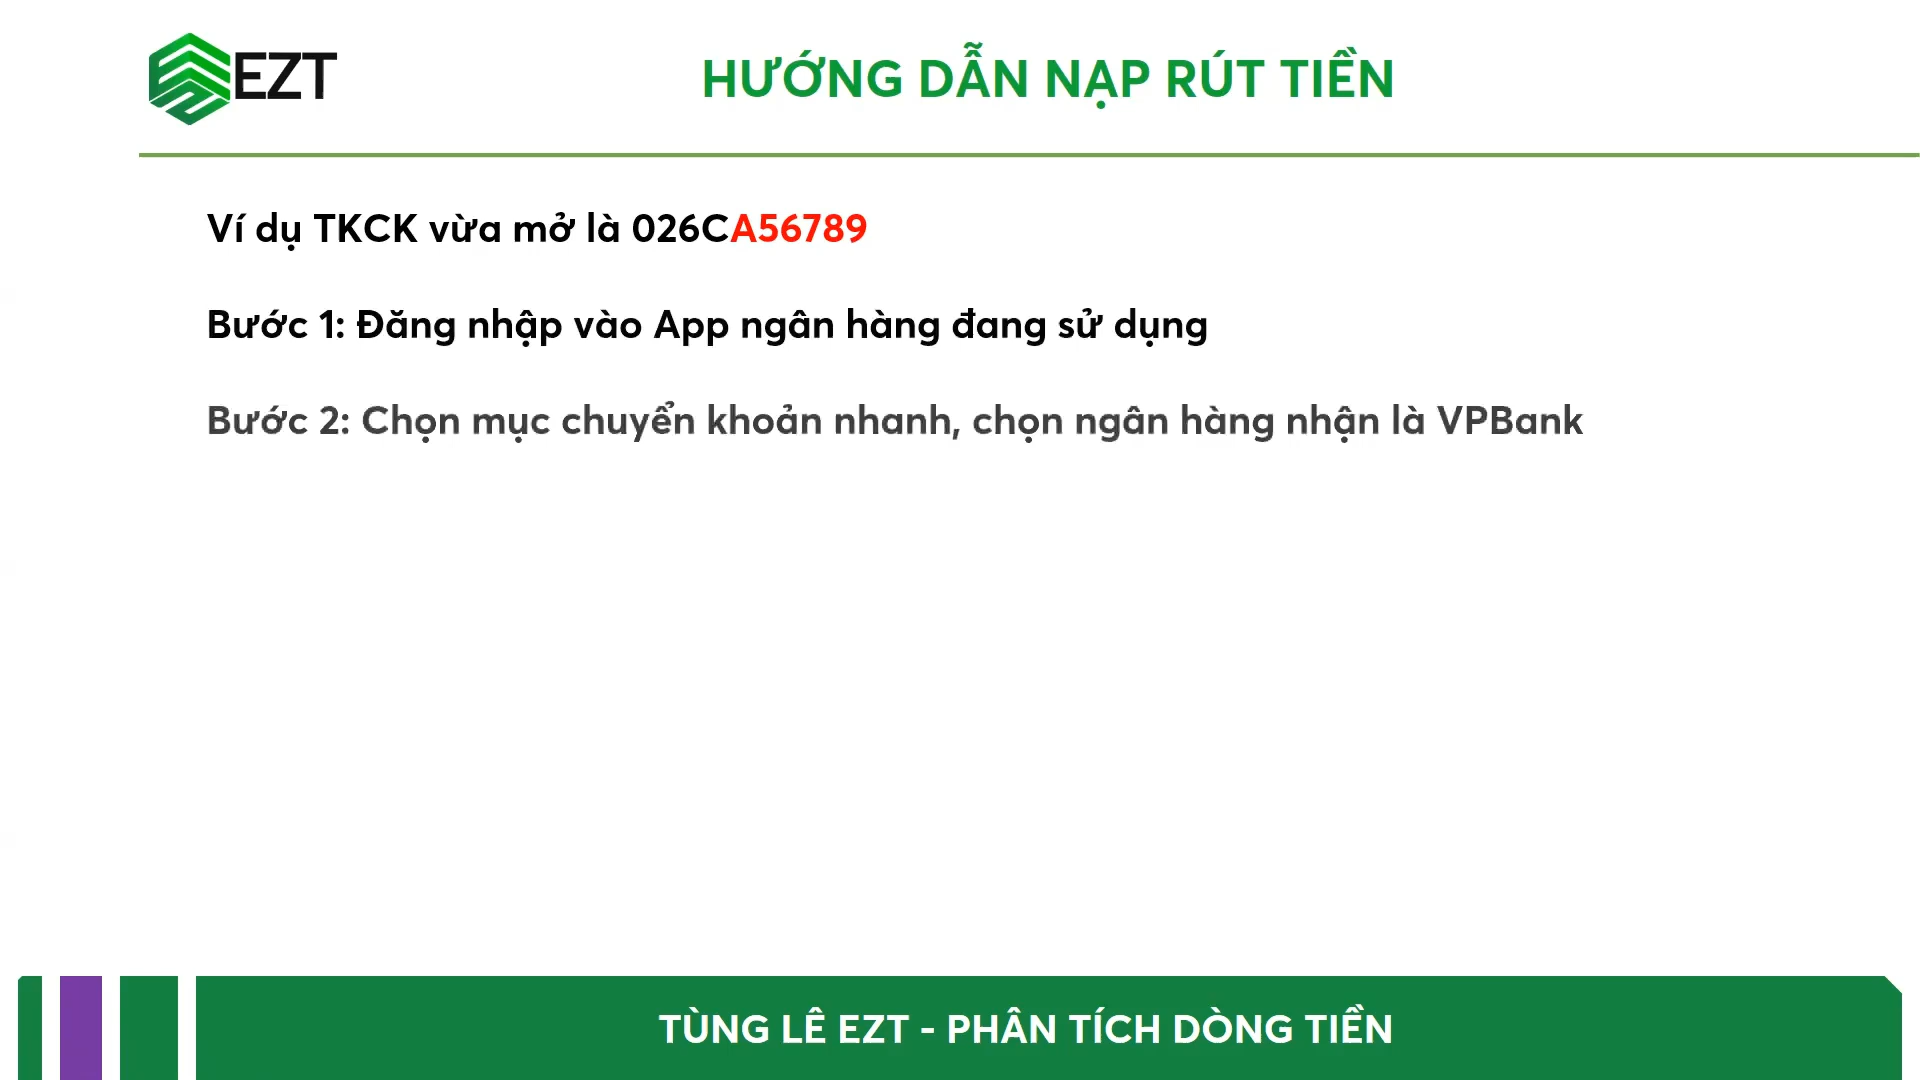 EZT
HƯỚNG DẪN NẠP RÚT TIỀN
Ví dụ TKCK vừa mở là 026CA56789
Bước 1: Đăng nhập vào App ngân hàng đang sử dụng
Bước 2: Chọn mục chuyển khoản nhanh, chọn ngân hàng nhận là VPBank
TÙNG LÊ EZT - PHÂN TÍCH DÒNG TIỀN